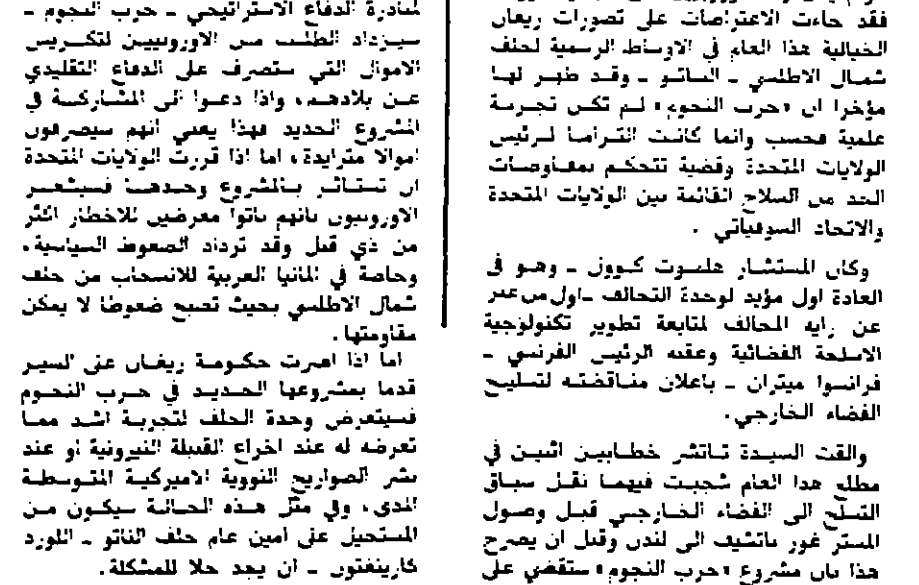 فقد جاءت الاعتراضات على تصورات ريغان
الخيالية هذا العام في الاوساط الرسمية لحلف
شمال الاطلسي ـ الناتو ـ وقد ظهر لها
مؤخرا ان «حرب النجوم» لم تكن تجربة
علمية فحسب وانما كانت التزاما لرئيس
الولايات المتحدة وقضية تتحكم بمفاوضات
الحد من السلاح القائمة بين الولايات المتحدة
والاتحاد السوفياتي .
وكان المستشار هلموت كوول ـ وهو في
العادة اول مؤيد لوحدة التحالف ـ اول من عبر
عن رايه المخالف لمتابعة تطوير تكنولوجية
الاسلحة الفضائية وعقبه الرئيس الفرنسي ـ
فرانسوا ميتران ـ باعلان مناقضته لتسليح
الفضاء الخارجي.
والقت السيدة تاتشر خطابين اثنين في
مطلع هذا العام شجبت فيهما نقل سباق
التسلح الى الفضاء الخارجي قبل وصول
المستر غور باتشيف الى لندن وقبل ان يصرح
هذا بان مشروع «حرب النجوم» ستقضي على
لمبادرة الدفاع الاستراتيجي ـ حرب النجوم ـ
سيزداد الطلب من الاوروبيين لتكريس
الاموال التي ستصرف على الدفاع التقليدي
عن بلادهم، واذا دعوا الى المشاركة في
المشروع الجديد فهذا يعني انهم سيصرفون
اموالا متزايدة، اما اذا قررت الولايات المتحدة
ان تستاثر بالمشروع وحدها فسيشعر
الاوروبيون بانهم باتوا معرضين للاخطار اكثر
من ذي قبل وقد تزداد الضغوط السياسية،
وخاصة في المانيا الغربية للانسحاب من حلف
شمال الاطلسي بحيث تصبح ضغوطا لا يمكن
مقاومتها.
اما اذا اصرت حكومة ريغان على السير
قدما بمشروعها الجديد في حرب النجوم
فسيتعرض وحدة الحلف لتجربة اشد مما
تعرضه له عند اخراع القنبلة النيرونية او عند
نشر الصواريخ النووية الاميركية المتوسطة
المدى، وفي مثل هذه الحالة سيكون من
المستحيل على امين عام حلف الناتو ـ اللورد
كارينغتون ـ ان يجد حلا للمشكلة.